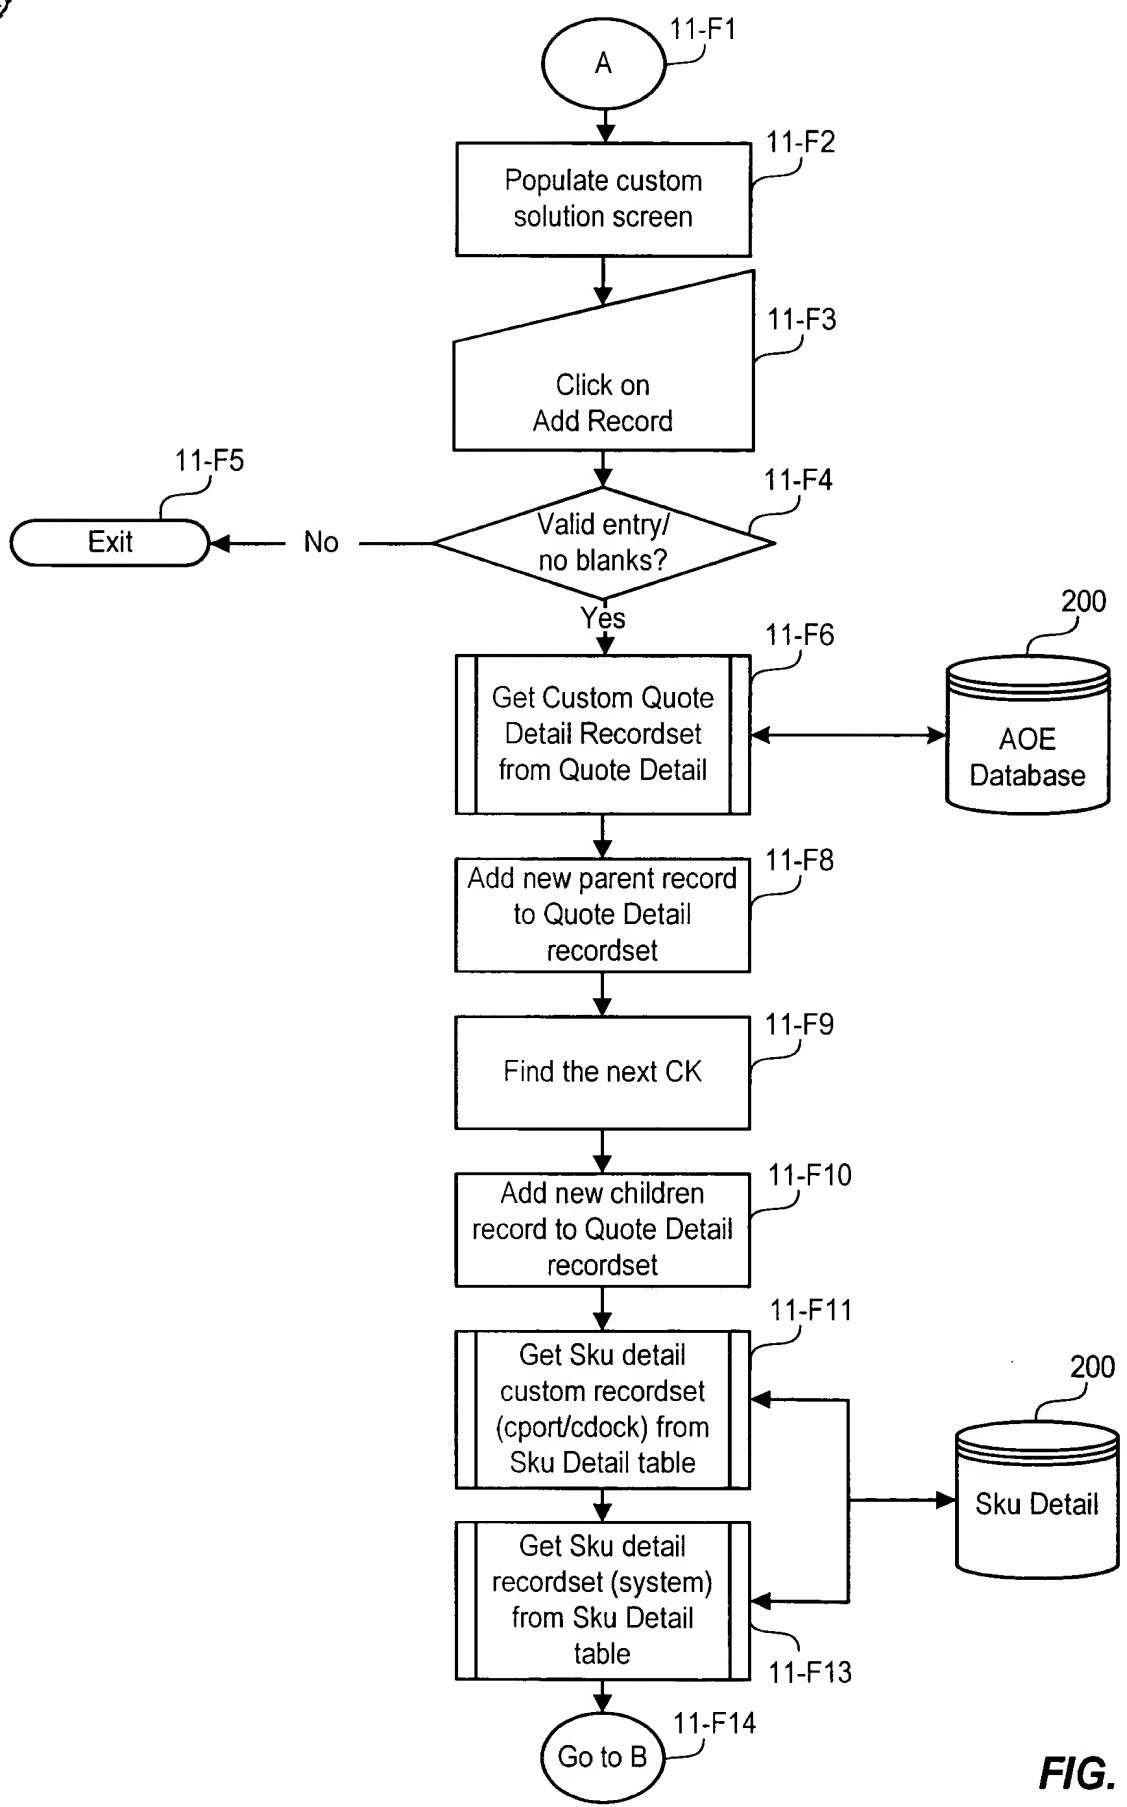 11-F1
A
11-F2
Populate custom
solution screen
11-F3
Click on
Add Record
11-F5
11-F4
Exit
No
Valid entry/
no blanks?
Yes
200
11-F6
Get Custom Quote
Detail Recordset
from Quote Detail
AOE
Database
11-F8
Add new parent record
to Quote Detail
recordset
11-F9
Find the next CK
11-F10
Add new children
record to Quote Detail
recordset
11-F11
Get Sku detail
custom recordset
(cport/cdock) from
Sku Detail table
200
Sku Detail
Get Sku detail
recordset (system)
from Sku Detail
table
11-F13
11-F14
Go to B
FIG.